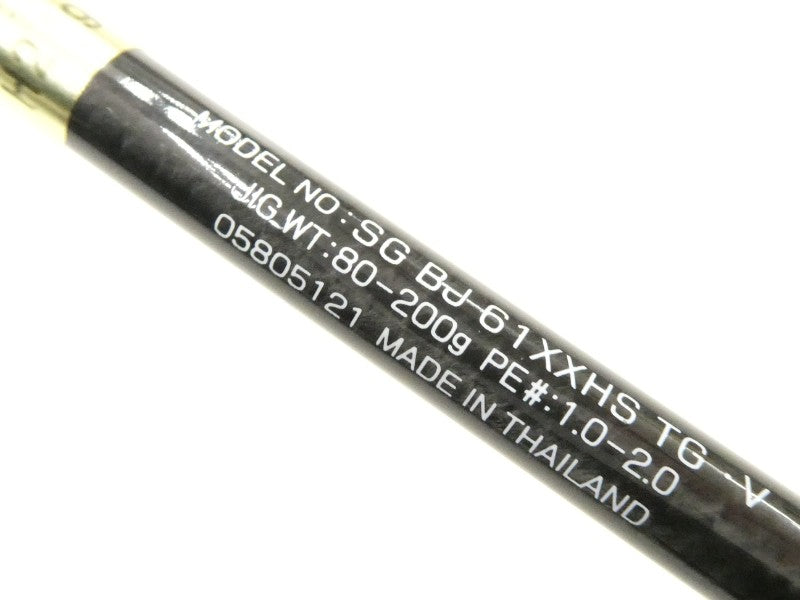 MODEL NO:SG BJ 61XXHS TG・V
JIG WT:80-200g PE#:1.0-2.0
05805121 MADE IN THAILAND